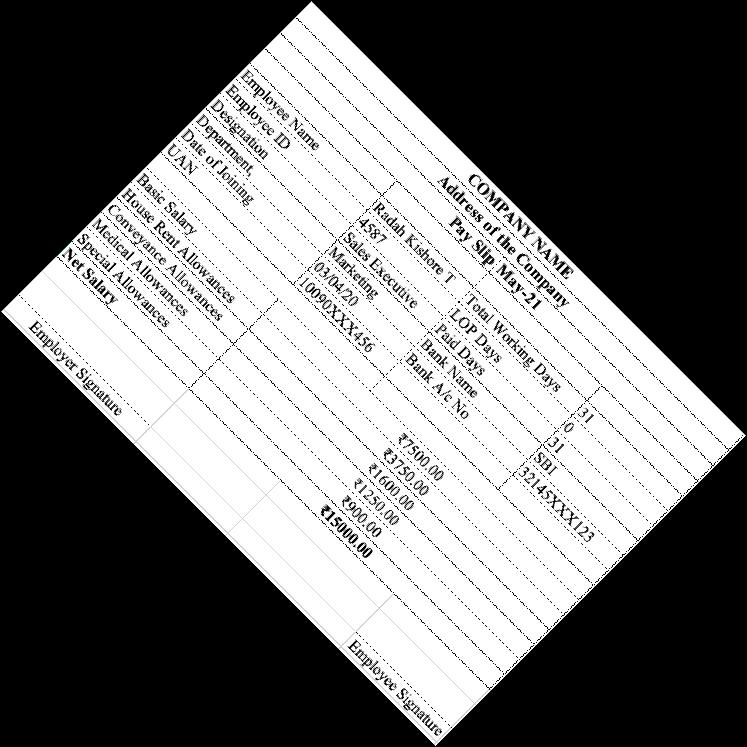 COMPANY NAME
Address of the Company
Pay Slip May-21
Employee Name Radah Kishore T Total Working Days 31
Employee ID 4587 LOP Days 0
Designation Sales Executive Paid Days 31
Department, Marketing Bank Name SBI
Date of Joining 03/04/20 Bank A/c No 32145XXX123
UAN 10090XXX456
Basic Salary ₹7500.00
House Rent Allowances ₹3750.00
Conveyance Allowances ₹1600.00
Medical Allowances ₹1250.00
Special Allowances ₹900.00
Net Salary ₹15000.00
Employer Signature Employee Signature